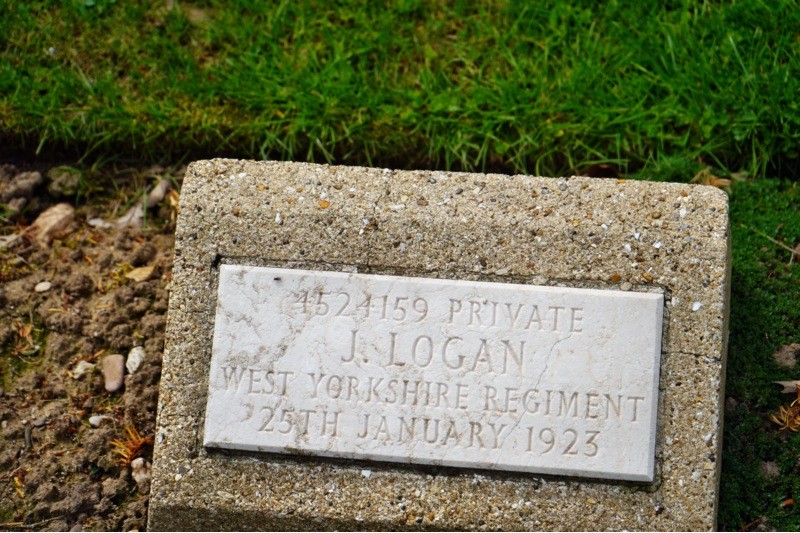 4524159 PRIVATE
J. LOGAN
WEST YORKSHIRE REGIMENT
25TH JANUARY 1923